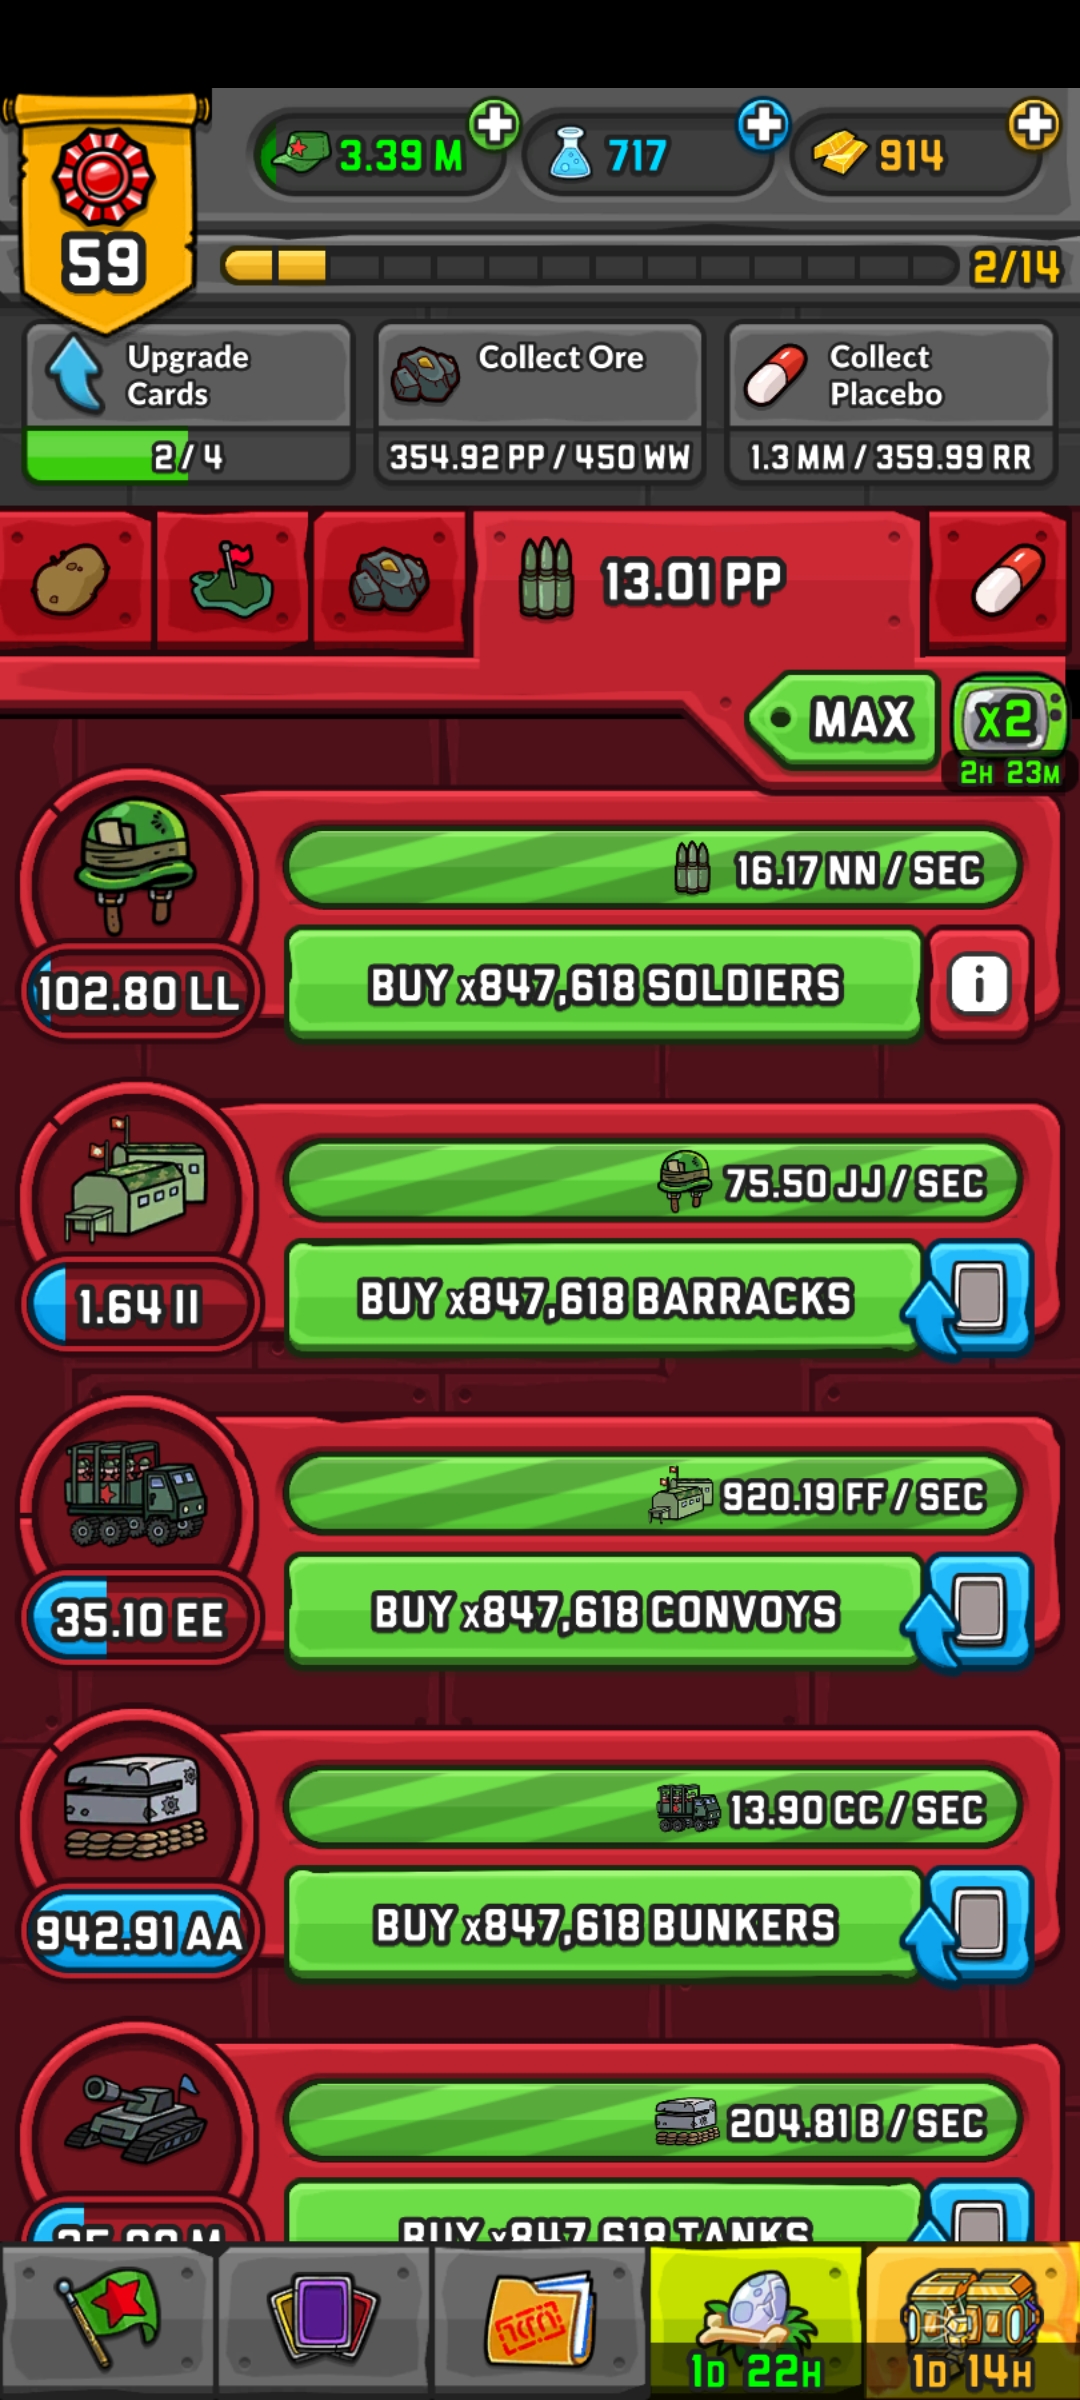 59
3.39 M
717
914
2/14
Upgrade
Cards
2/4
Collect Ore
354.92 PP / 450 WW
Collect
Placebo
1.3 MM / 359.99 RR
13.01 PP
MAX
x2
2H 23M
16.17 NN / SEC
102.80 LL
BUY x847,618 SOLDIERS
i
75.50 JJ / SEC
1.64 II
BUY x847,618 BARRACKS
920.19 FF / SEC
35.10 EE
BUY x847,618 CONVOYS
13.90 CC / SEC
942.91 AA
BUY x847,618 BUNKERS
204.81 B / SEC
BUY x847,618 TANKS
1D 22H
1D 14H